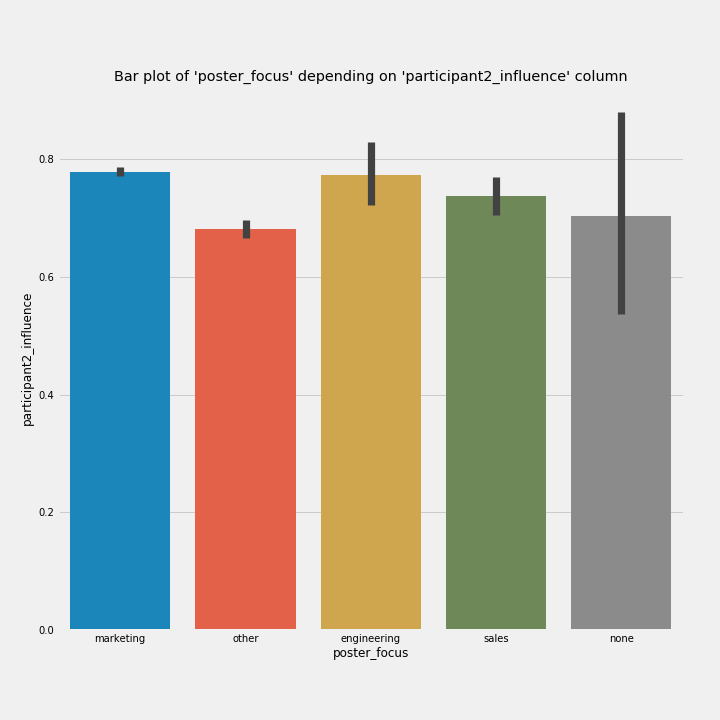 Bar plot of 'poster_focus' depending on 'participant2_influence' column
participant2_influence
0.8
0.6
0.4
0.2
0.0
marketing other engineering sales none
poster_focus